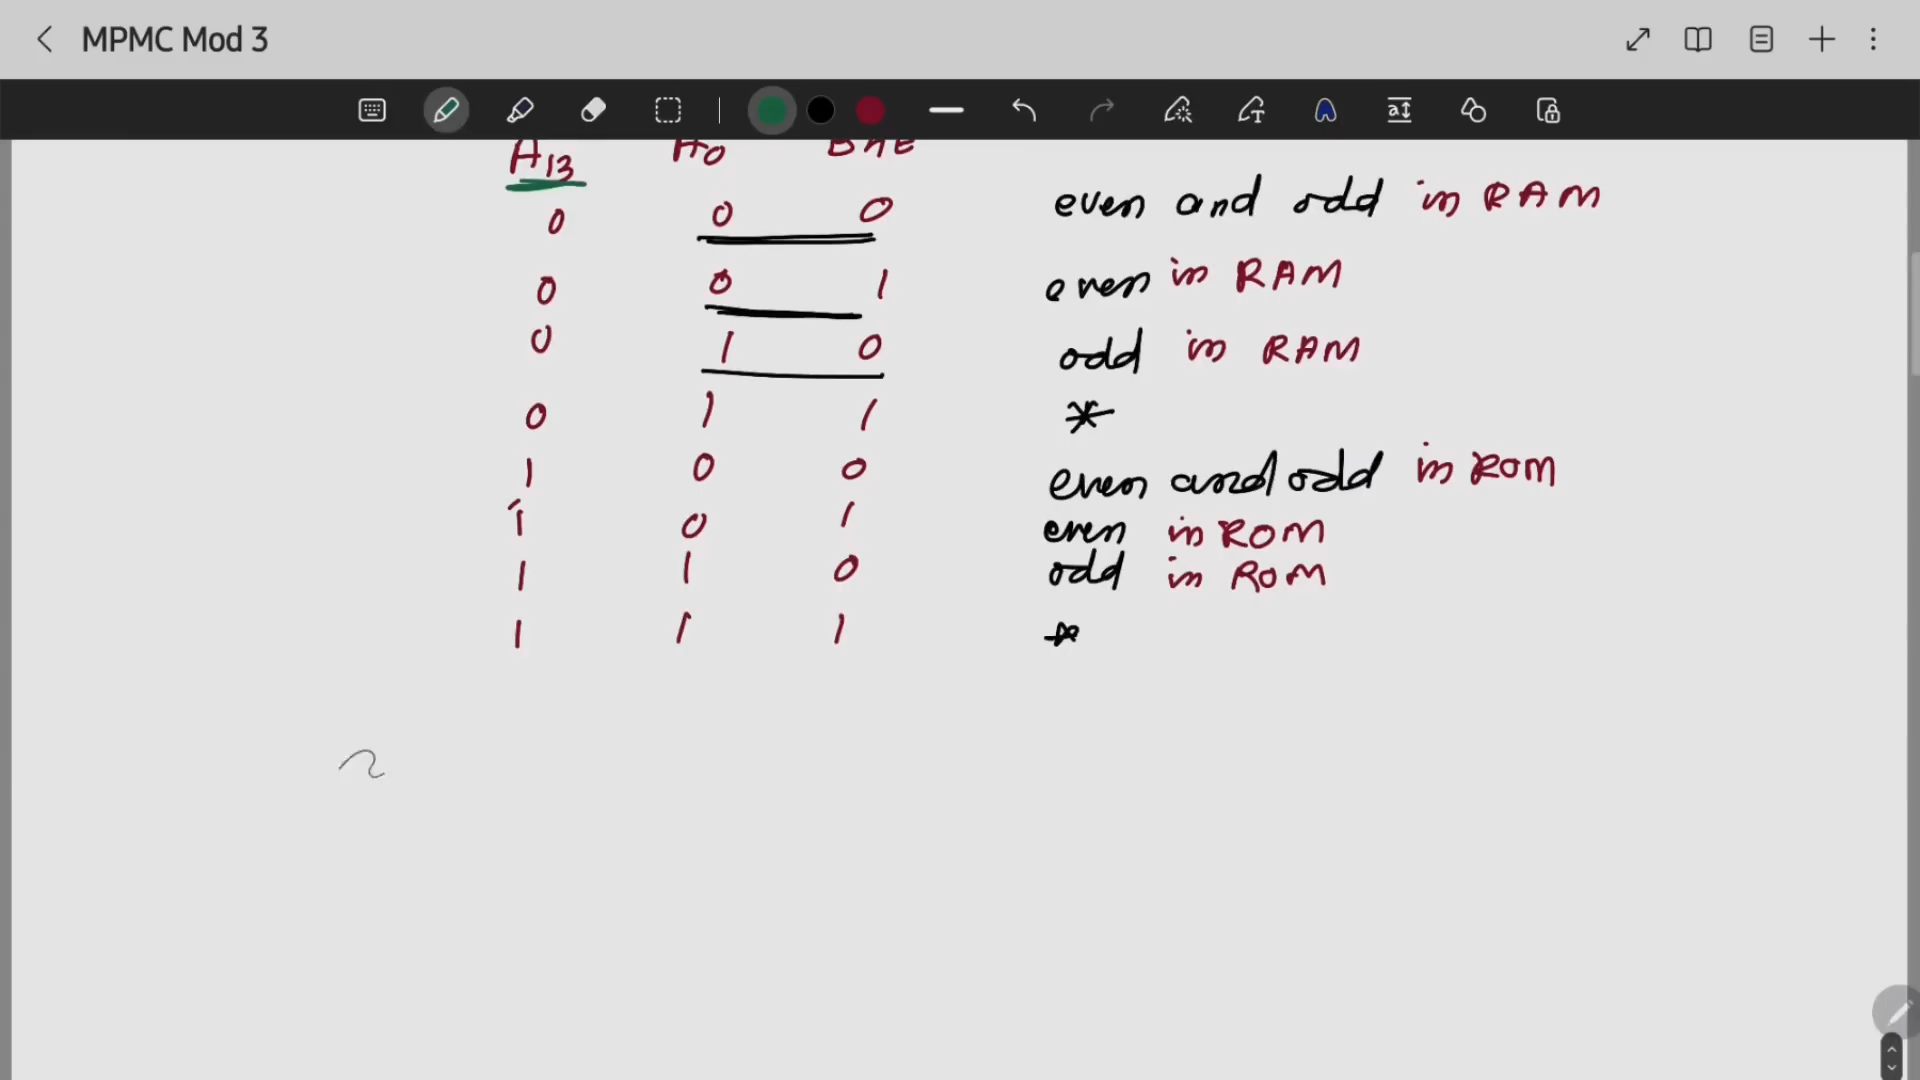 MPMC Mod 3
A13 A0 BHE
0 0 0 even and odd in RAM
0 0 1 even in RAM
0 1 0 odd in RAM
0 1 1 *
1 0 0 even and odd in ROM
1 0 1 even in ROM
1 1 0 odd in ROM
1 1 1 *